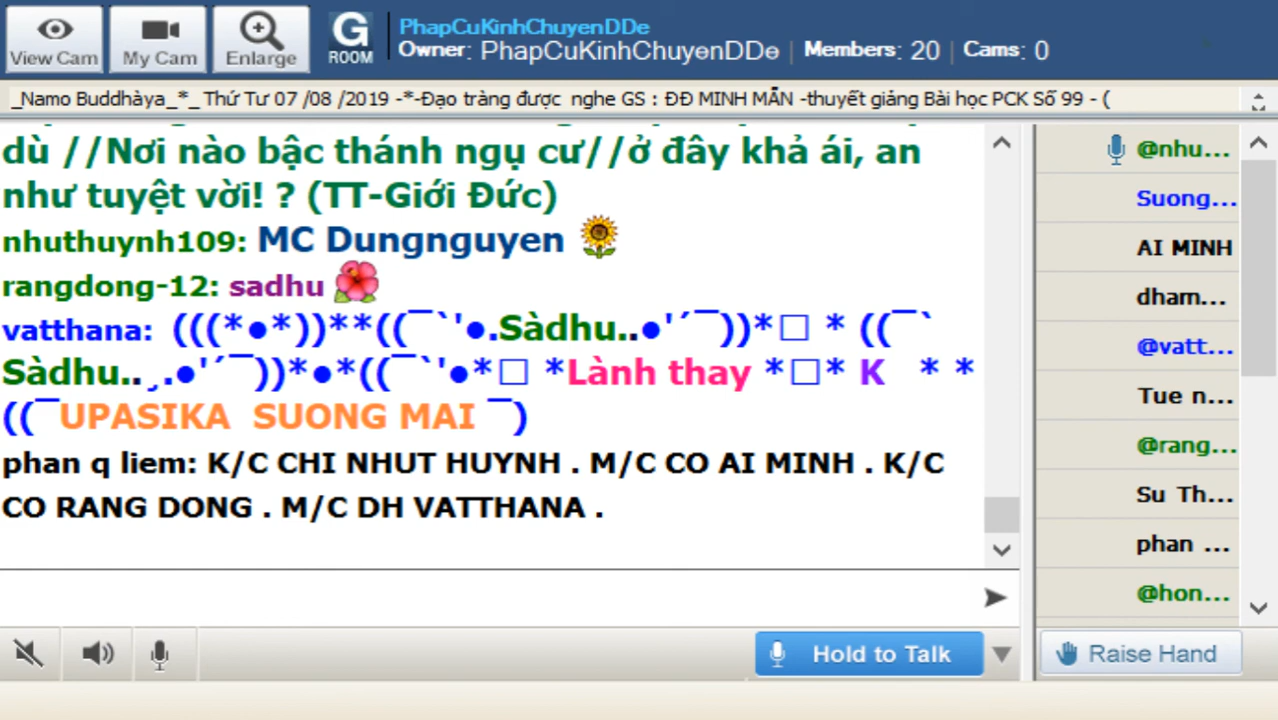 PhapCuKinhChuyenDDe
Owner: PhapCuKinhChuyenDDe | Members: 20 | Cams: 0
View Cam
My Cam
Enlarge
G ROOM
_Namo Buddhàya_*_ Thứ Tư 07 /08 /2019 -*-Đạo tràng được nghe GS : ĐĐ MINH MẪN -thuyết giảng Bài học PCK Số 99 - (
dù //Nơi nào bậc thánh ngụ cư//ở đây khả ái, an
như tuyệt vời! ? (TT-Giới Đức)
nhuthuynh109: MC Dungnguyen
rangdong-12: sadhu
vatthana: (((*●*))**((¯`'●.Sàdhu..●'´¯))*□ * ((¯`
Sàdhu..¸.●'´¯))*●*((¯`'●*□ *Lành thay *□* K * *
((¯UPASIKA SUONG MAI ¯)
phan q liem: K/C CHI NHUT HUYNH . M/C CO AI MINH . K/C
CO RANG DONG . M/C DH VATTHANA .
@nhu...
Suong...
AI MINH
dham...
@vatt...
Tue n...
@rang...
Su Th...
phan ...
@hon...
Hold to Talk
Raise Hand